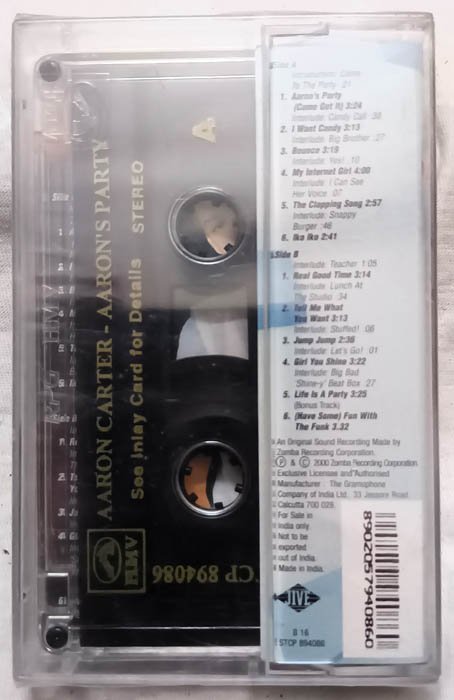 AARON CARTER - AARON'S PARTY
See Inlay Card for Details STEREO
A
HMV
STCP 894086
Side A
Introduction: Come
To The Party :21
1. Aaron's Party
(Come Get It) 3:24
Interlude: Candy Call :38
2. I Want Candy 3:13
Interlude: Big Brother :27
3. Bounce 3:19
Interlude: Yes! :10
4. My Internet Girl 4:00
Interlude: I Can See
Her Voice :07
5. The Clapping Song 2:57
Interlude: Snappy
Burger :46
6. Iko Iko 2:41
Side B
Interlude: Teacher 1:05
1. Real Good Time 3:14
Interlude: Lunch At
The Studio :34
2. Tell Me What
You Want 3:13
Interlude: Stuffed! :06
3. Jump Jump 2:36
Interlude: Let's Go! :01
4. Girl You Shine 3:22
Interlude: Big Bad
'Shine-y' Beat Box :27
5. Life Is A Party 3:25
(Bonus Track)
6. (Have Some) Fun With
The Funk 3.32
An Original Sound Recording Made by
Zomba Recording Corporation.
℗ & © 2000 Zomba Recording Corporation.
Exclusive Licensee and Authorised
Manufacturer : The Gramophone
Company of India Ltd. 33 Jessore Road.
Calcutta 700 028.
For Sale in
India only.
Not to be
exported
out of India.
Made in India.
JIVE
B 16
STCP 894086
8902057940860